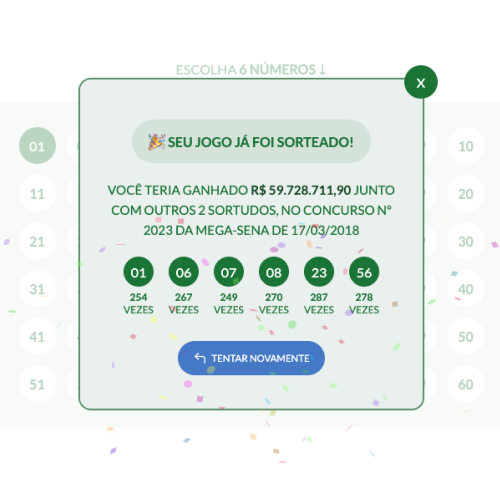 ESCOLHA 6 NÚMEROS ↓
X
🎉 SEU JOGO JÁ FOI SORTEADO!
VOCÊ TERIA GANHADO R$ 59.728.711,90 JUNTO
COM OUTROS 2 SORTUDOS, NO CONCURSO Nº
2023 DA MEGA-SENA DE 17/03/2018
01 06 07 08 23 56
254 267 249 270 287 278
VEZES VEZES VEZES VEZES VEZES VEZES
TENTAR NOVAMENTE
01 10
11 20
21 30
31 40
41 50
51 60